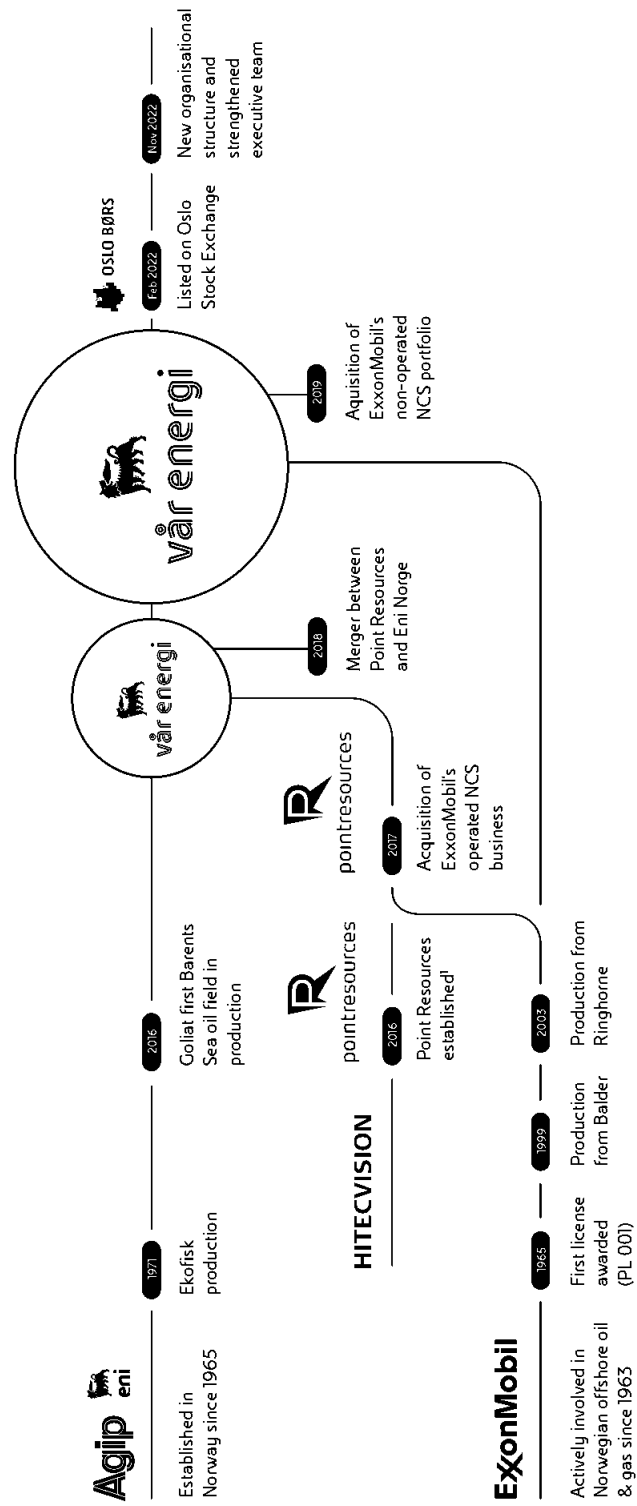 Agip
eni
Established in
Norway since 1965
1971
Ekofisk
production
2016
Goliat first Barents
Sea oil field in
production
vår energi
vår energi
OSLO BØRS
Feb 2022
Listed on Oslo
Stock Exchange
Nov 2022
New organisational
structure and
strengthened
executive team
HITECVISION
pointresources
2016
Point Resources
established¹
pointresources
2017
Acquisition of
ExxonMobil's
operated NCS
business
2018
Merger between
Point Resources
and Eni Norge
2019
Aquisition of
ExxonMobil's
non-operated
NCS portfolio
ExxonMobil
Actively involved in
Norwegian offshore oil
& gas since 1963
1965
First license
awarded
(PL 001)
1999
Production
from Balder
2003
Production from
Ringhorne